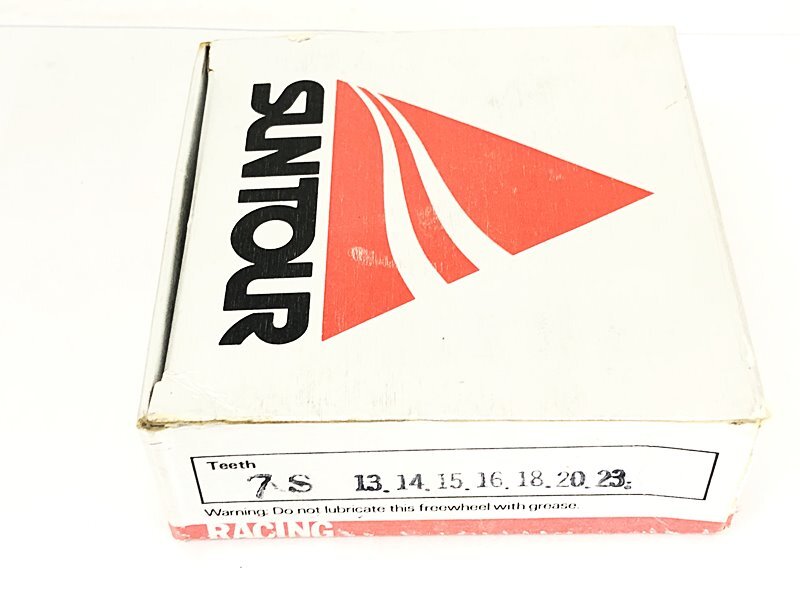 SUNTOUR
Teeth
7 S 13. 14. 15. 16. 18. 20. 23.
Warning: Do not lubricate this freewheel with grease.
RACING